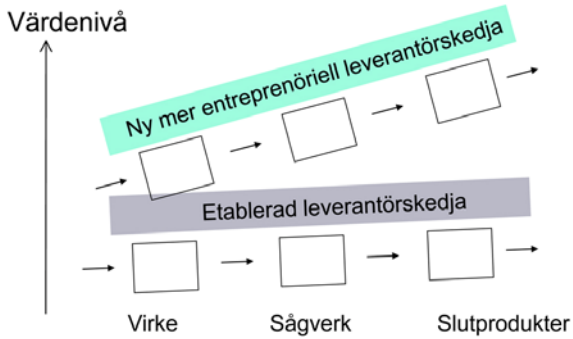 Värdenivå
Ny mer entreprenöriell leverantörskedja
Etablerad leverantörskedja
Virke
Sågverk
Slutprodukter